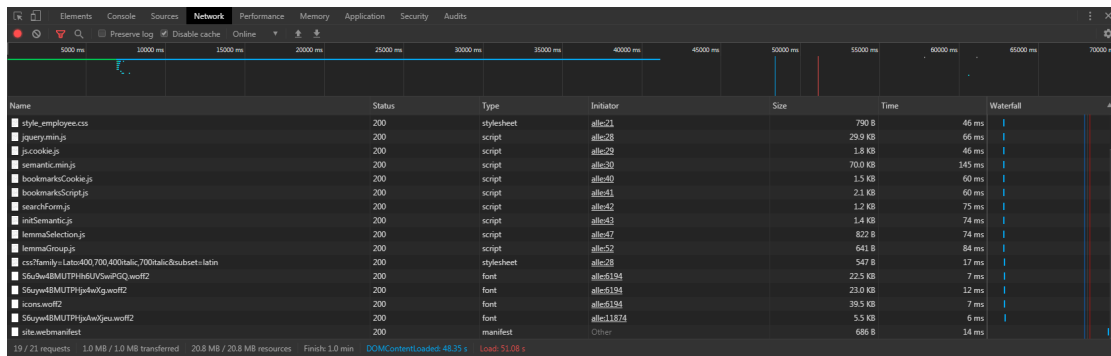 Elements Console Sources Network Performance Memory Application Security Audits
Preserve log Disable cache Online
5000 ms 10000 ms 15000 ms 20000 ms 25000 ms 30000 ms 35000 ms 40000 ms 45000 ms 50000 ms 55000 ms 60000 ms 65000 ms 70000 m
Name Status Type Initiator Size Time Waterfall
style_employee.css 200 stylesheet alle:21 790 B 46 ms
jquery.min.js 200 script alle:28 29.9 KB 66 ms
js.cookie.js 200 script alle:29 1.8 KB 46 ms
semantic.min.js 200 script alle:30 70.0 KB 145 ms
bookmarksCookie.js 200 script alle:40 1.5 KB 60 ms
bookmarksScript.js 200 script alle:41 2.1 KB 60 ms
searchForm.js 200 script alle:42 1.2 KB 75 ms
initSemantic.js 200 script alle:43 1.4 KB 74 ms
lemmaSelection.js 200 script alle:47 822 B 74 ms
lemmaGroup.js 200 script alle:52 641 B 84 ms
css?family=Lato:400,700,400italic,700italic&subset=latin 200 stylesheet alle:28 547 B 17 ms
S6u9w4BMUTPHh6UVSwiPGQ.woff2 200 font alle:6194 22.5 KB 7 ms
S6uyw4BMUTPHjx4wXg.woff2 200 font alle:6194 23.0 KB 12 ms
icons.woff2 200 font alle:6194 39.5 KB 7 ms
S6uyw4BMUTPHjxAwXjeu.woff2 200 font alle:11874 5.5 KB 6 ms
site.webmanifest 200 manifest Other 686 B 14 ms
19 / 21 requests 1.0 MB / 1.0 MB transferred 20.8 MB / 20.8 MB resources Finish: 1.0 min DOMContentLoaded: 48.35 s Load: 51.08 s